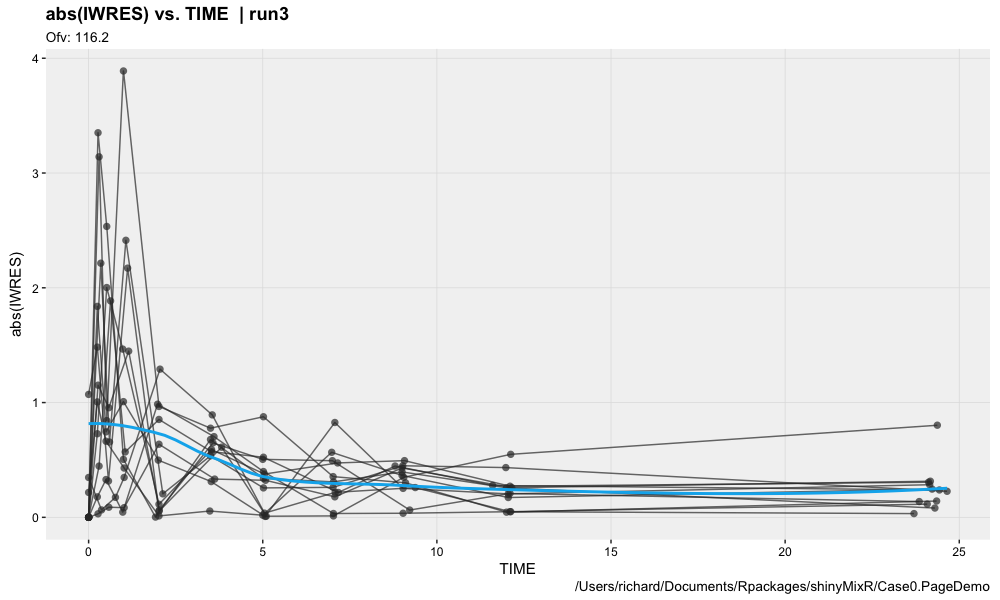 abs(IWRES) vs. TIME | run3
Ofv: 116.2
4
3
2
1
0
abs(IWRES)
0 5 10 15 20 25
TIME
/Users/richard/Documents/Rpackages/shinyMixR/Case0.PageDemo